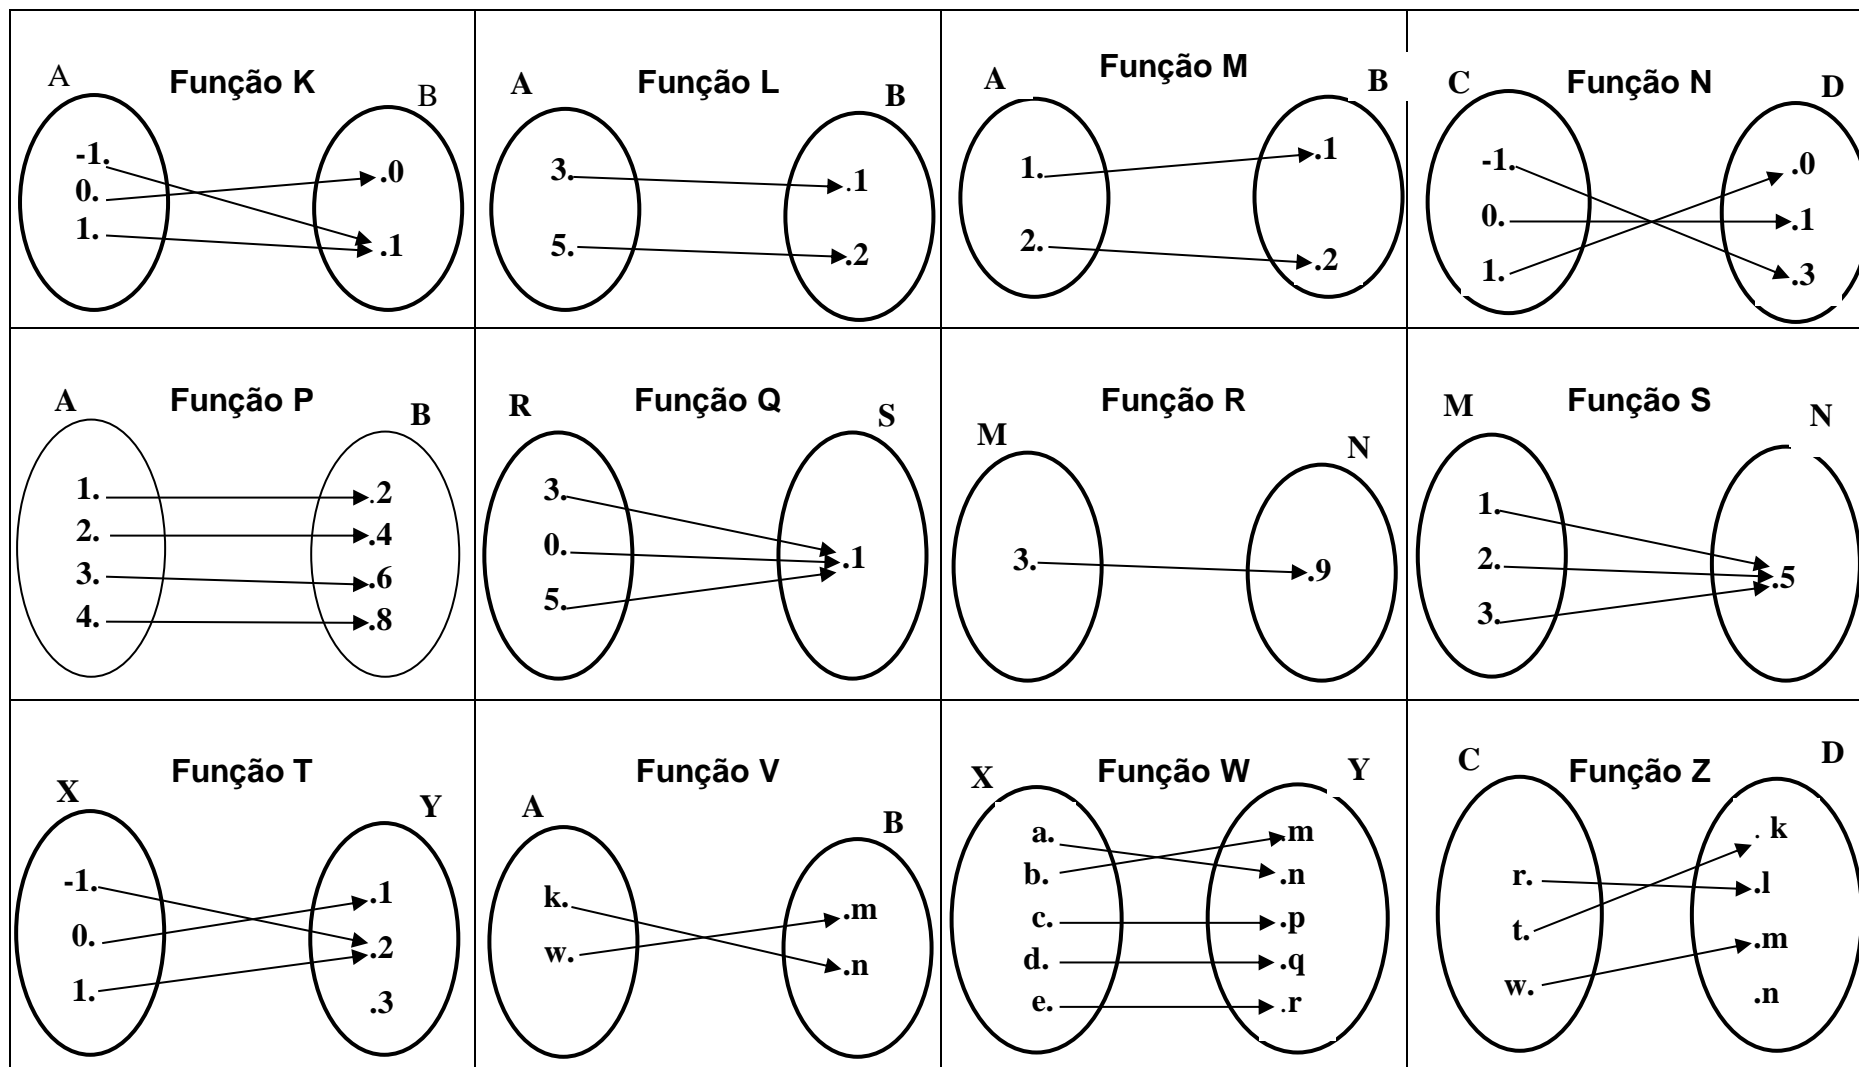 Função K
A
B
-1.
0.
1.
.0
.1
Função L
A
B
3.
5.
.1
.2
Função M
A
B
1.
2.
.1
.2
Função N
C
D
-1.
0.
1.
.0
.1
.3
Função P
A
B
1.
2.
3.
4.
.2
.4
.6
.8
Função Q
R
S
3.
0.
5.
.1
Função R
M
N
3.
.9
Função S
M
N
1.
2.
3.
.5
Função T
X
Y
-1.
0.
1.
.1
.2
.3
Função V
A
B
k.
w.
.m
.n
Função W
X
Y
a.
b.
c.
d.
e.
.m
.n
.p
.q
.r
Função Z
C
D
r.
t.
w.
. k
.l
.m
.n